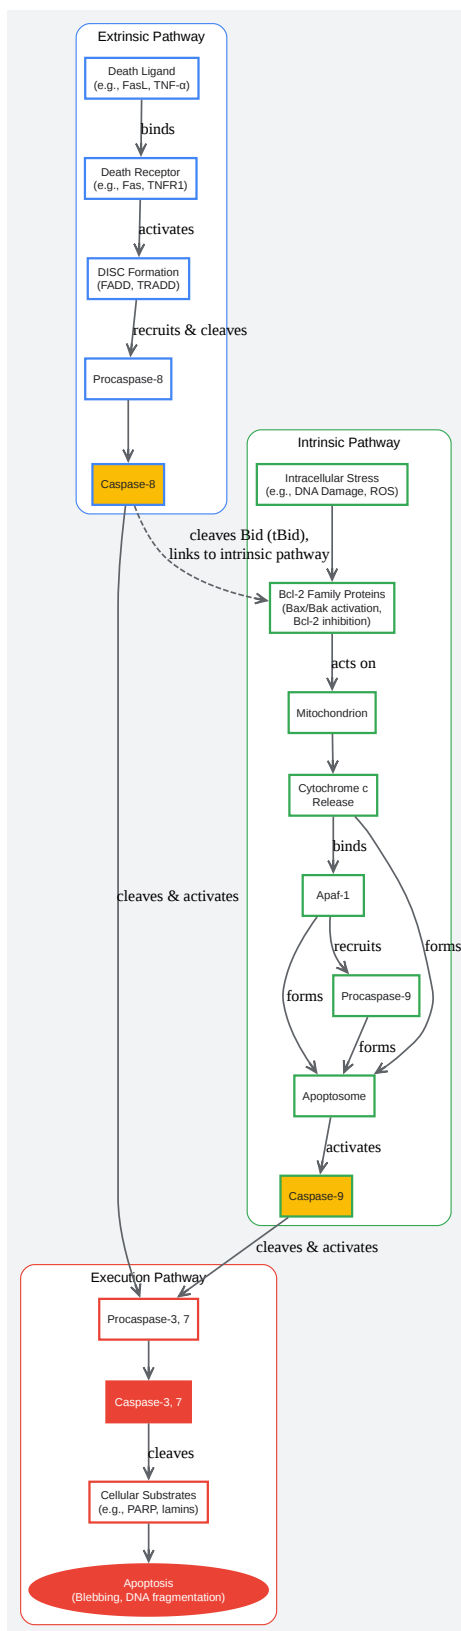 Extrinsic Pathway
Death Ligand
(e.g., FasL, TNF-α)
binds
Death Receptor
(e.g., Fas, TNFR1)
activates
DISC Formation
(FADD, TRADD)
recruits & cleaves
Procaspase-8
Caspase-8
Intrinsic Pathway
Intracellular Stress
(e.g., DNA Damage, ROS)
cleaves Bid (tBid),
links to intrinsic pathway
Bcl-2 Family Proteins
(Bax/Bak activation,
Bcl-2 inhibition)
acts on
Mitochondrion
Cytochrome c
Release
binds
Apaf-1
cleaves & activates
recruits
forms
Procaspase-9
forms
forms
Apoptosome
activates
Caspase-9
cleaves & activates
Execution Pathway
Procaspase-3, 7
Caspase-3, 7
cleaves
Cellular Substrates
(e.g., PARP, lamins)
Apoptosis
(Blebbing, DNA fragmentation)